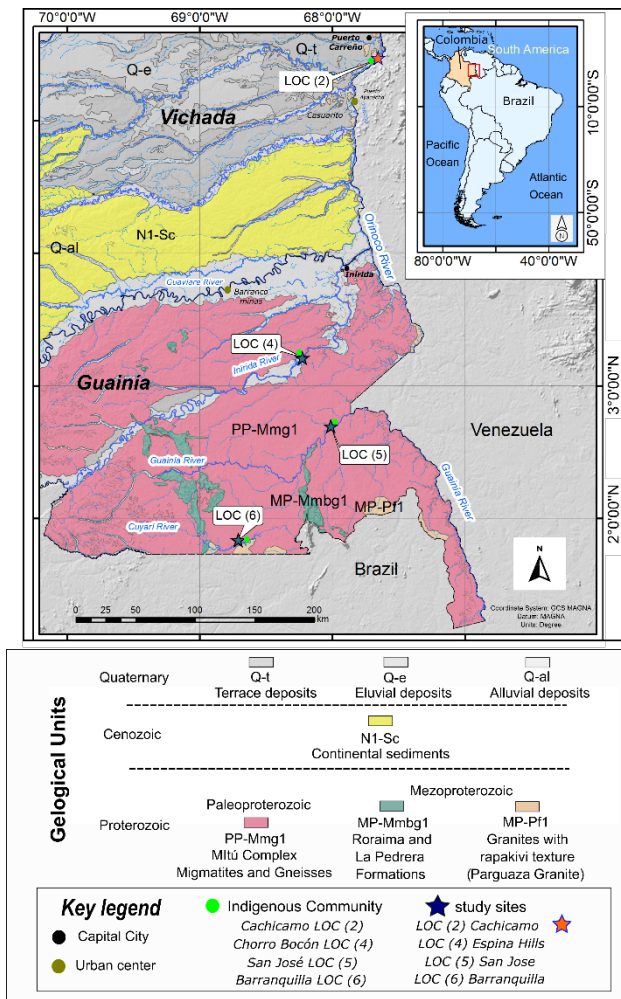 70°0'0"W
69°0'0"W
68°0'0"W
Puerto
Carreño
Q-t
Q-e
LOC (2)
Casuarito
Vichada
Colombia
South America
Brazil
Pacific
Ocean
Atlantic
Ocean
N
10°0'0"S
50°0'0"S
80°0'0"W
40°0'0"W
N1-Sc
Q-al
Orinoco River
Guaviare River
Inirida
Barranco
minas
LOC (4)
Inirida River
Guainía
3°0'0"N
PP-Mmg1
LOC (5)
Venezuela
Guainia River
Guainia River
MP-Mmbg1
MP-Pf1
LOC (6)
Cuyari River
2°0'0"N
Brazil
N
0 25 50 100 150 200
km
Coordinate System: GCS MAGNA
Datum: MAGNA
Units: Degree
Gelogical Units
Quaternary
Q-t
Q-e
Q-al
Terrace deposits
Eluvial deposits
Alluvial deposits
Cenozoic
N1-Sc
Continental sediments
Proterozoic
Paleoproterozoic
Mezoproterozoic
PP-Mmg1
MItú Complex
Migmatites and Gneisses
MP-Mmbg1
Roraima and
La Pedrera
Formations
MP-Pf1
Granites with
rapakivi texture
(Parguaza Granite)
Key legend
Capital City
Urban center
Indigenous Community
Cachicamo LOC (2)
Chorro Bocón LOC (4)
San José LOC (5)
Barranquilla LOC (6)
study sites
LOC (2) Cachicamo
LOC (4) Espina Hills
LOC (5) San Jose
LOC (6) Barranquilla